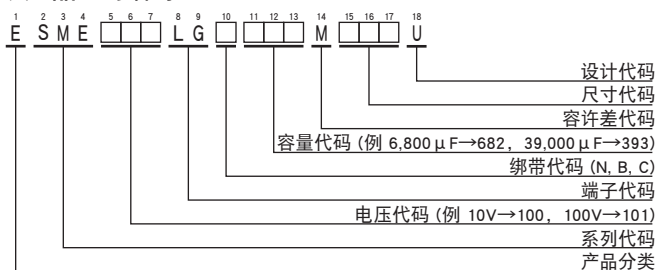 1 2 3 4 5 6 7 8 9 10 11 12 13 14 15 16 17 18
E S M E □□□ L G □ □□□ M □□□ U
设计代码
尺寸代码
容许差代码
容量代码 (例 6,800μF→682, 39,000μF→393)
绑带代码 (N, B, C)
端子代码
电压代码 (例 10V→100, 100V→101)
系列代码
产品分类